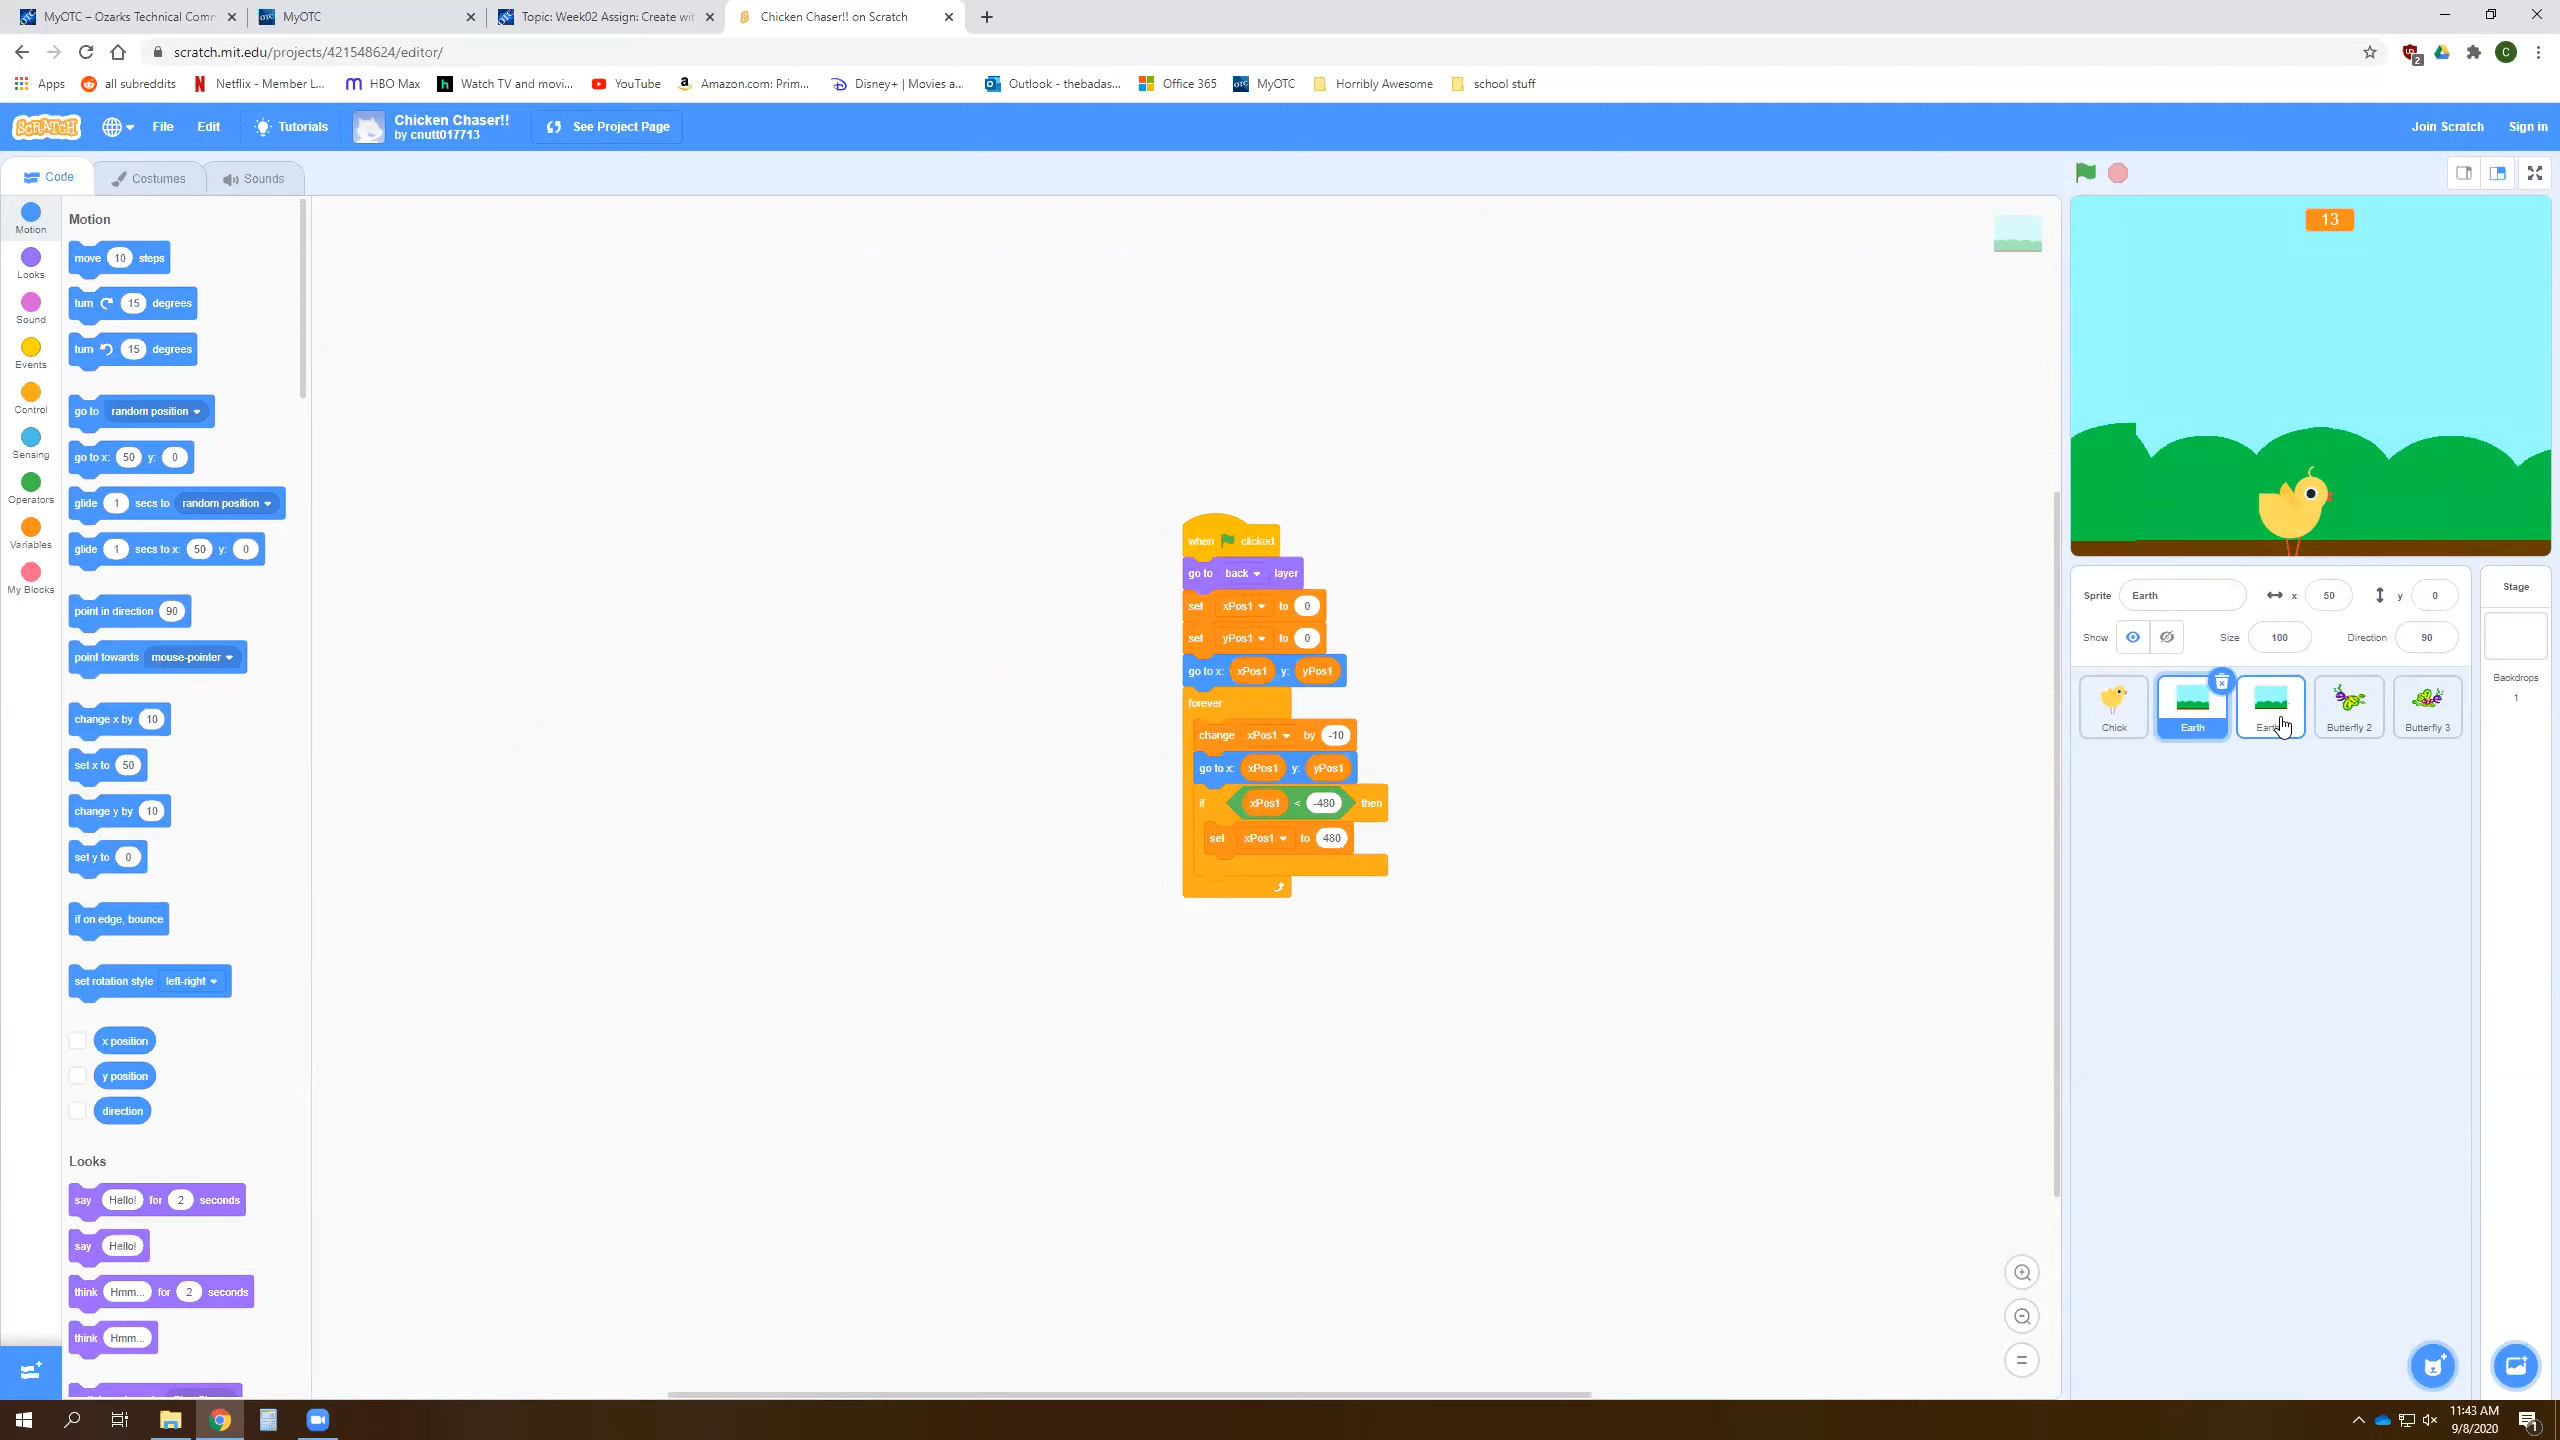 MyOTC – Ozarks Technical Comm
MyOTC
Topic: Week02 Assign: Create wit
Chicken Chaser!! on Scratch
scratch.mit.edu/projects/421548624/editor/
2
C
Apps
all subreddits
Netflix - Member L...
HBO Max
Watch TV and movi...
YouTube
Amazon.com: Prim...
Disney+ | Movies a...
Outlook - thebadas...
Office 365
MyOTC
Horribly Awesome
school stuff
SCRATCH
File
Edit
Tutorials
Chicken Chaser!!
by cnutt017713
See Project Page
Join Scratch
Sign in
Code
Costumes
Sounds
Motion
Looks
Sound
Events
Control
Sensing
Operators
Variables
My Blocks
Motion
move 10 steps
turn 15 degrees
turn 15 degrees
go to random position
go to x: 50 y: 0
glide 1 secs to random position
glide 1 secs to x: 50 y: 0
point in direction 90
point towards mouse-pointer
change x by 10
set x to 50
change y by 10
set y to 0
if on edge, bounce
set rotation style left-right
x position
y position
direction
Looks
say Hello! for 2 seconds
say Hello!
think Hmm... for 2 seconds
think Hmm...
when clicked
go to back layer
set xPos1 to 0
set yPos1 to 0
go to x: xPos1 y: yPos1
forever
change xPos1 by -10
go to x: xPos1 y: yPos1
if xPos1 < -480 then
set xPos1 to 480
13
Sprite Earth x 50 y 0
Show Size 100 Direction 90
Chick
Earth
Butterfly 2
Butterfly 3
Stage
Backdrops
1
11:43 AM
9/8/2020
1